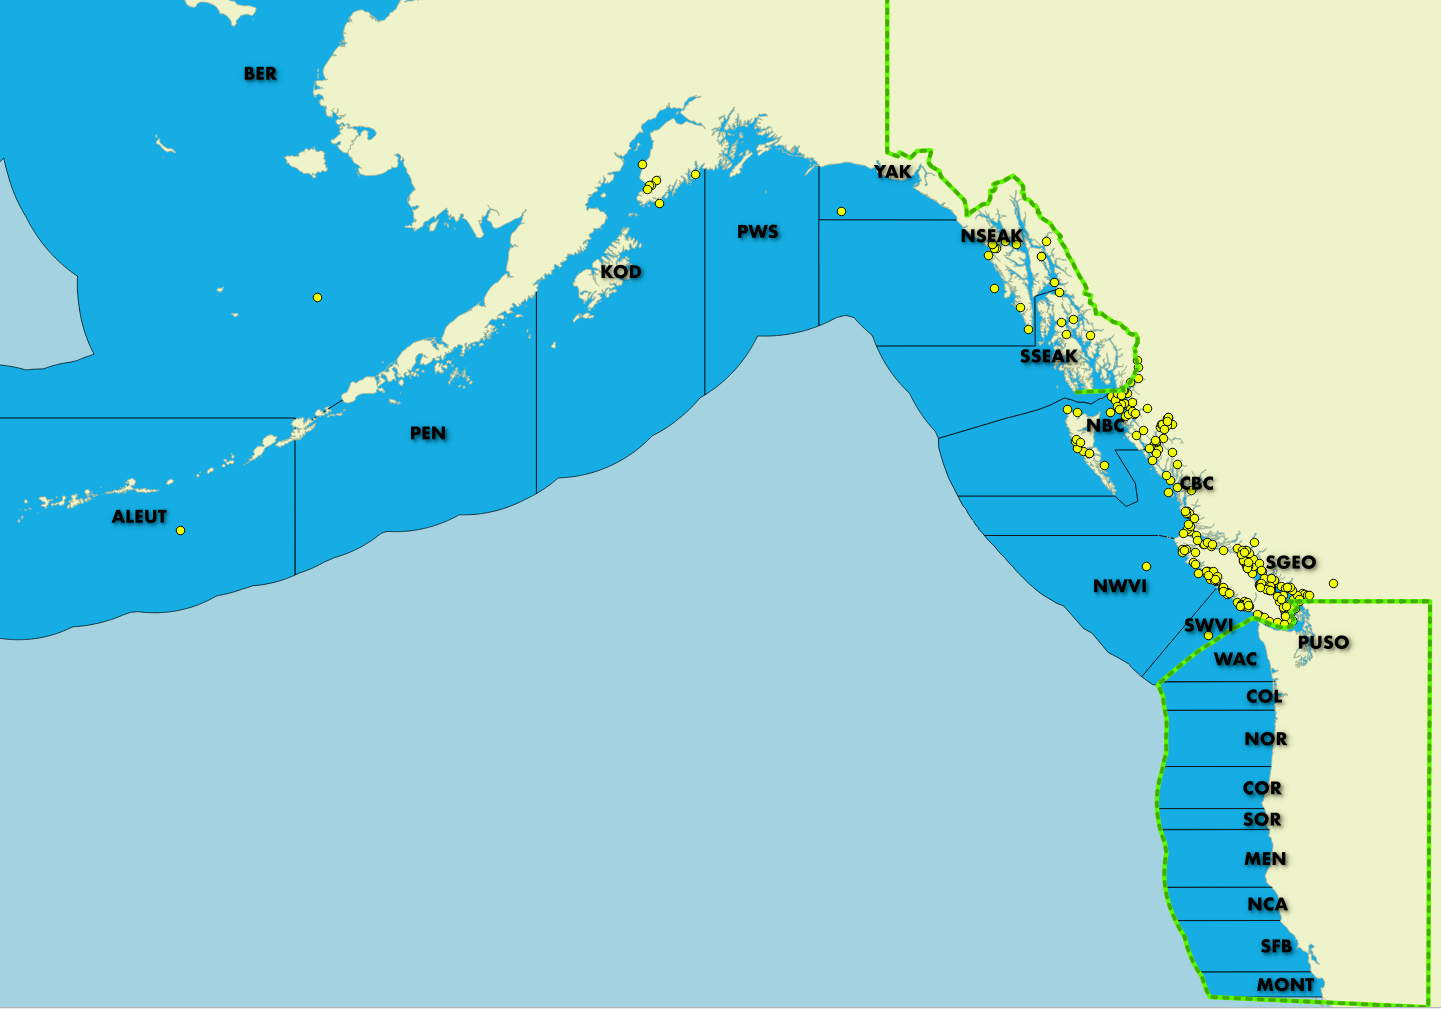 BER
YAK
PWS
NSEAK
KOD
SSEAK
NBC
PEN
CBC
ALEUT
SGEO
NWVI
SWVI
PUSO
WAC
COL
NOR
COR
SOR
MEN
NCA
SFB
MONT